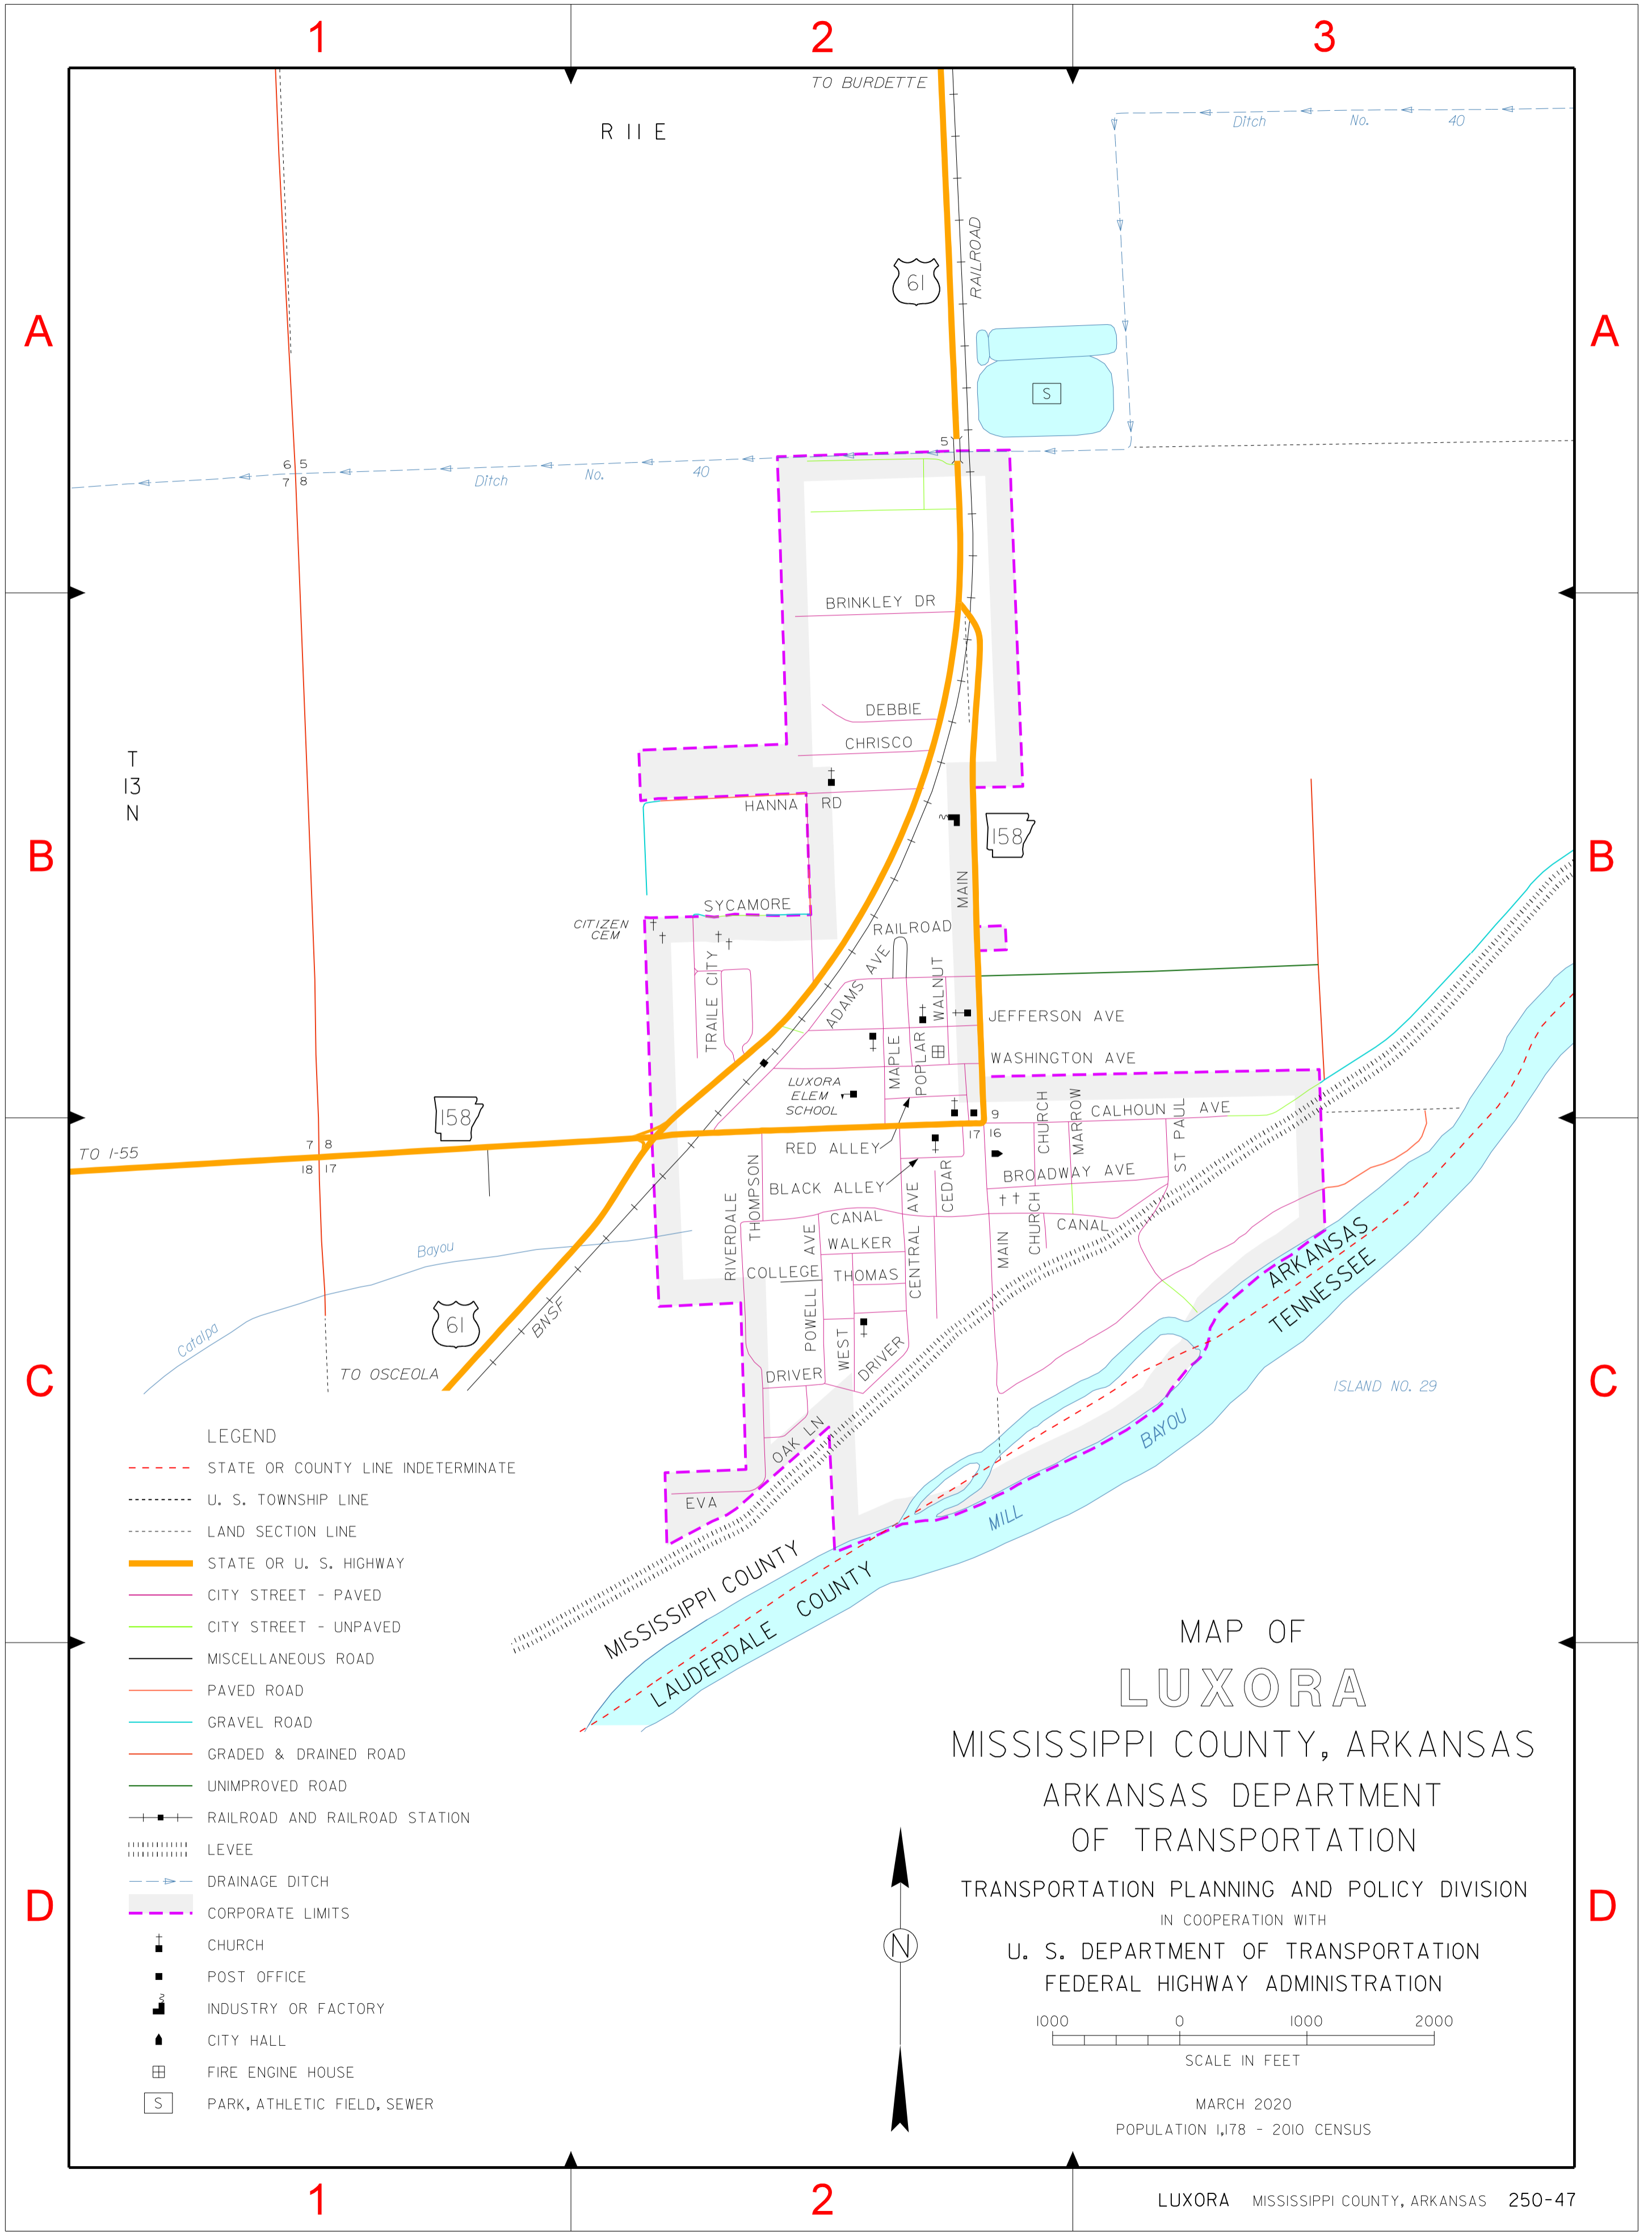 1
2
3
TO BURDETTE
R 11 E
Ditch No. 40
RAILROAD
61
A
A
S
5
6 5
7 8
Ditch No. 40
BRINKLEY DR
DEBBIE
CHRISCO
T
13
N
HANNA RD
158
B
B
MAIN
SYCAMORE
CITIZEN
CEM
RAILROAD
TRAILE CITY
ADAMS AVE
WALNUT
JEFFERSON AVE
MAPLE
POPLAR
WASHINGTON AVE
LUXORA
ELEM
SCHOOL
158
CHURCH
MARROW
CALHOUN AVE
ST PAUL
9
17 16
TO I-55
7 8
18 17
RED ALLEY
THOMPSON
BLACK ALLEY
CENTRAL AVE
CEDAR
BROADWAY AVE
RIVERDALE
CANAL
CHURCH
CANAL
Bayou
POWELL AVE
WALKER
MAIN
COLLEGE
THOMAS
ARKANSAS
TENNESSEE
61
BNSF
Catalpa
WEST
DRIVER
TO OSCEOLA
DRIVER
C
C
ISLAND NO. 29
OAK LN
BAYOU
EVA
MILL
MISSISSIPPI COUNTY
LAUDERDALE COUNTY
LEGEND
STATE OR COUNTY LINE INDETERMINATE
U. S. TOWNSHIP LINE
LAND SECTION LINE
STATE OR U. S. HIGHWAY
CITY STREET - PAVED
CITY STREET - UNPAVED
MISCELLANEOUS ROAD
PAVED ROAD
GRAVEL ROAD
GRADED & DRAINED ROAD
UNIMPROVED ROAD
RAILROAD AND RAILROAD STATION
LEVEE
DRAINAGE DITCH
CORPORATE LIMITS
CHURCH
POST OFFICE
INDUSTRY OR FACTORY
CITY HALL
FIRE ENGINE HOUSE
S PARK, ATHLETIC FIELD, SEWER
MAP OF
LUXORA
MISSISSIPPI COUNTY, ARKANSAS
ARKANSAS DEPARTMENT
OF TRANSPORTATION
TRANSPORTATION PLANNING AND POLICY DIVISION
IN COOPERATION WITH
U. S. DEPARTMENT OF TRANSPORTATION
FEDERAL HIGHWAY ADMINISTRATION
1000 0 1000 2000
SCALE IN FEET
MARCH 2020
POPULATION 1,178 - 2010 CENSUS
D
D
N
1
2
LUXORA MISSISSIPPI COUNTY, ARKANSAS 250-47